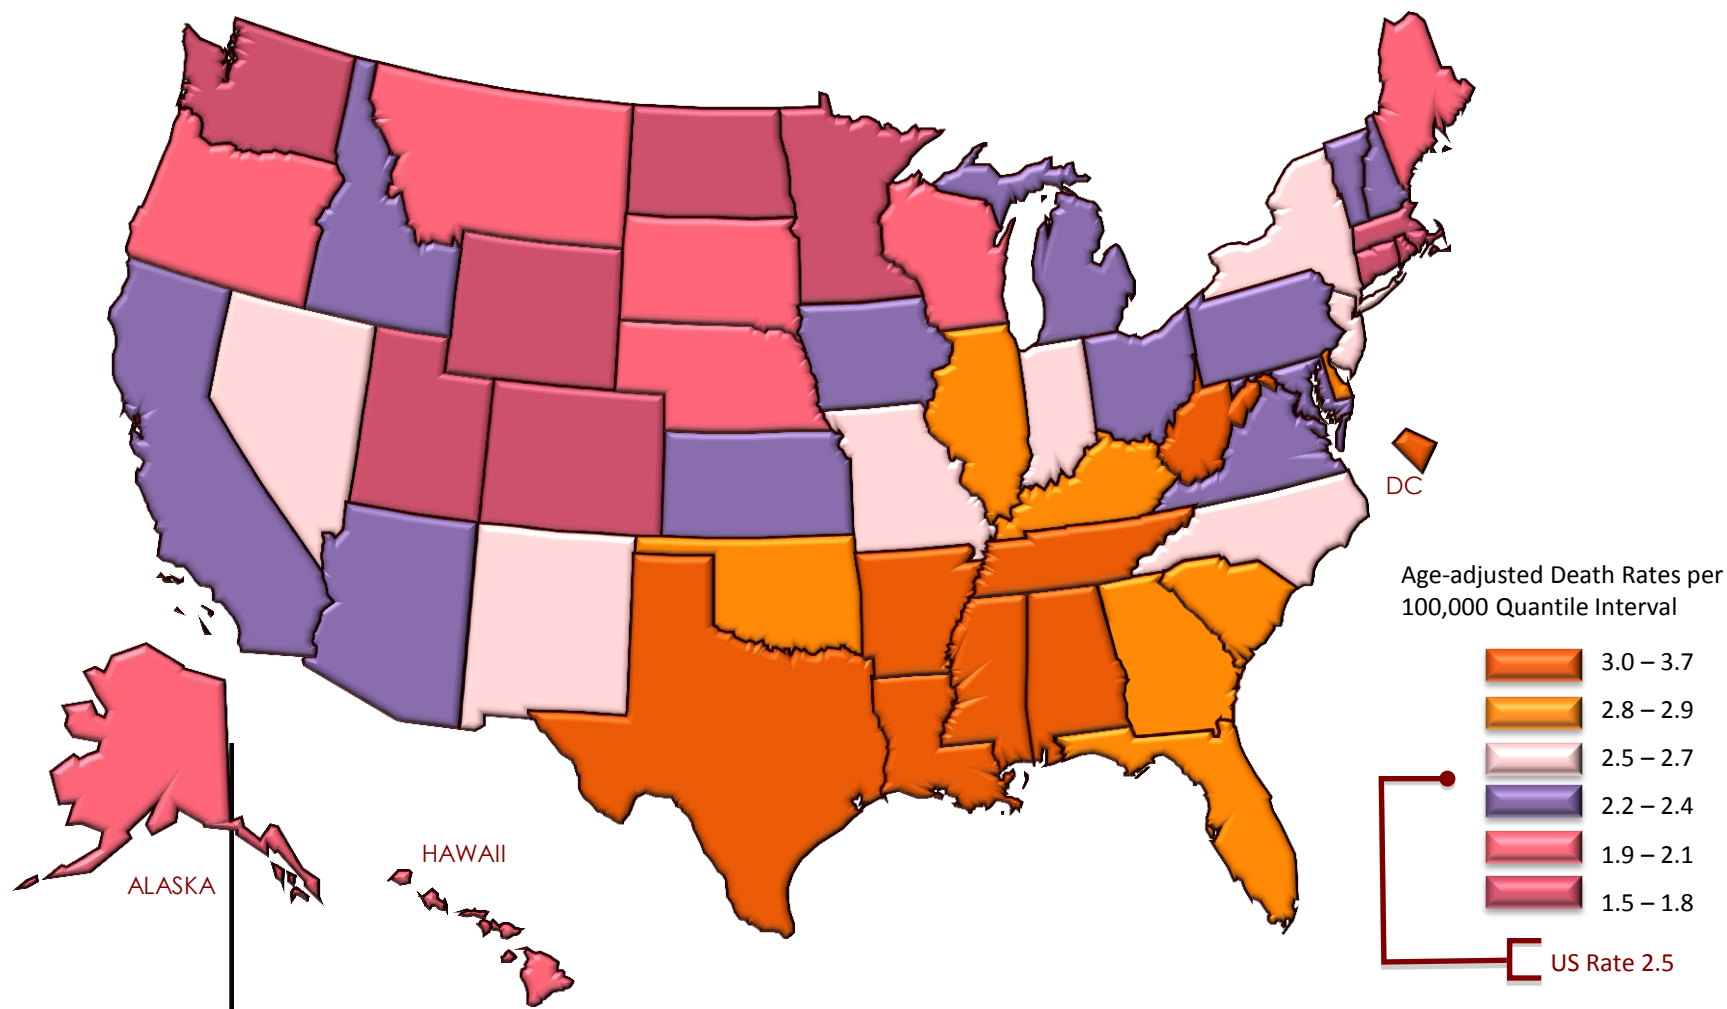 DC
Age-adjusted Death Rates per
100,000 Quantile Interval
3.0 – 3.7
2.8 – 2.9
2.5 – 2.7
2.2 – 2.4
1.9 – 2.1
1.5 – 1.8
US Rate 2.5
HAWAII
ALASKA